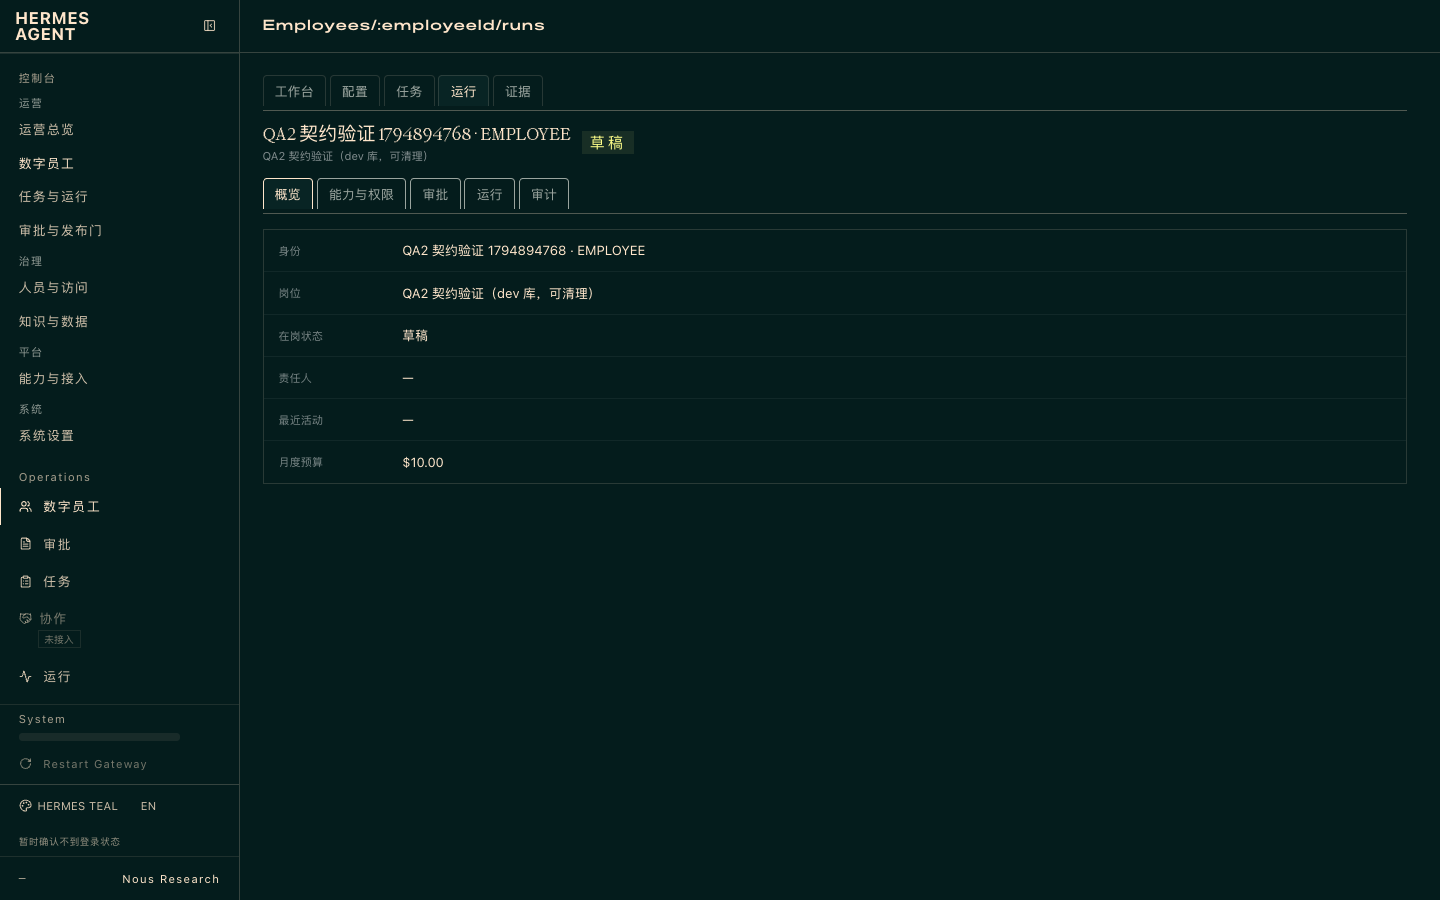 HERMES
AGENT
控制台
运营
运营总览
数字员工
任务与运行
审批与发布门
治理
人员与访问
知识与数据
平台
能力与接入
系统
系统设置
Operations
数字员工
审批
任务
协作
未接入
运行
System
Restart Gateway
HERMES TEAL EN
暂时确认不到登录状态
— Nous Research
Employees/:employeeId/runs
工作台 配置 任务 运行 证据
QA2 契约验证 1794894768 · EMPLOYEE 草稿
QA2 契约验证（dev 库，可清理）
概览 能力与权限 审批 运行 审计
身份 QA2 契约验证 1794894768 · EMPLOYEE
岗位 QA2 契约验证（dev 库，可清理）
在岗状态 草稿
责任人 —
最近活动 —
月度预算 $10.00